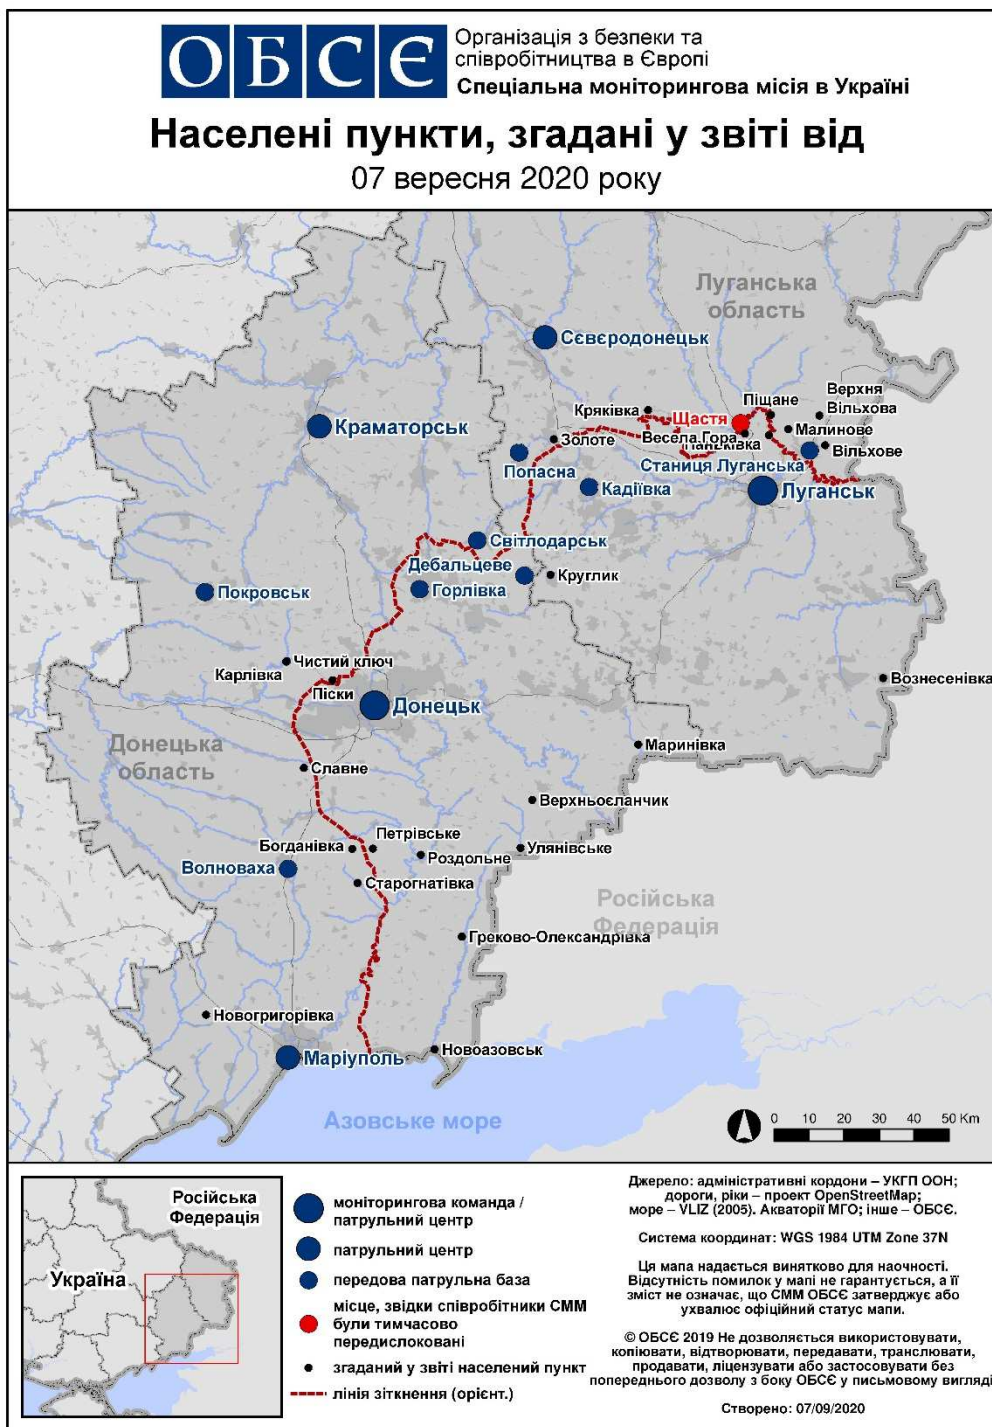 ОБСЄ
Організація з безпеки та
співробітництва в Європі
Спеціальна моніторингова місія в Україні
Населені пункти, згадані у звіті від
07 вересня 2020 року
Луганська
область
Сєвєродонецьк
Верхня
Вільхова
Піщане
Кряківка
Щастя
Малинове
Краматорськ
Золоте
Весела Гора
Вільхове
Попасна
Станиця Луганська
Кадіївка
Луганськ
Світлодарськ
Дебальцеве
Круглик
Покровськ
Горлівка
Чистий ключ
Карлівка
Піски
Вознесенівка
Донецьк
Донецька
область
Маринівка
Славне
Верхньоєланчик
Петрівське
Богданівка
Роздольне
Улянівське
Волноваха
Старогнатівка
Російська
Федерація
Греково-Олександрівка
Новогригорівка
Новоазовськ
Маріуполь
Азовське море
0 10 20 30 40 50 Km
Російська
Федерація
Україна
моніторингова команда /
патрульний центр
патрульний центр
передова патрульна база
місце, звідки співробітники СММ
були тимчасово
передислоковані
згаданий у звіті населений пункт
лінія зіткнення (орієнт.)
Джерело: адміністративні кордони – УКГП ООН;
дороги, ріки – проект OpenStreetMap;
море – VLIZ (2005). Акваторії МГО; інше – ОБСЄ.
Система координат: WGS 1984 UTM Zone 37N
Ця мапа надається винятково для наочності.
Відсутність помилок у мапі не гарантується, а її
зміст не означає, що СММ ОБСЄ затверджує або
ухвалює офіційний статус мапи.
© ОБСЄ 2019 Не дозволяється використовувати,
копіювати, відтворювати, передавати, транслювати,
продавати, ліцензувати або застосовувати без
попереднього дозволу з боку ОБСЄ у письмовому вигляді
Створено: 07/09/2020